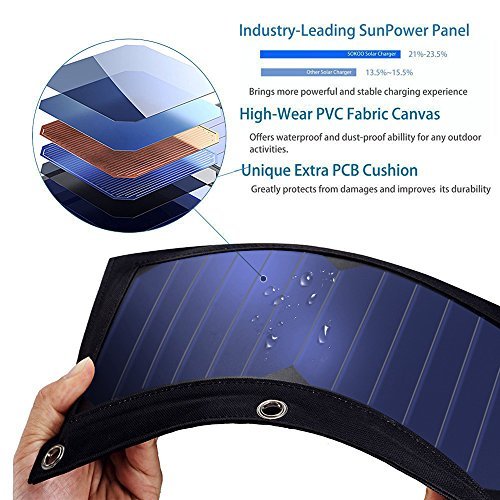 Industry-Leading SunPower Panel
SOKOO Solar Charger 21%-23.5%
Other Solar Charger 13.5%~15.5%
Brings more powerful and stable charging experience
High-Wear PVC Fabric Canvas
Offers waterproof and dust-proof abillity for any outdoor
activities.
Unique Extra PCB Cushion
Greatly protects from damages and improves its durability